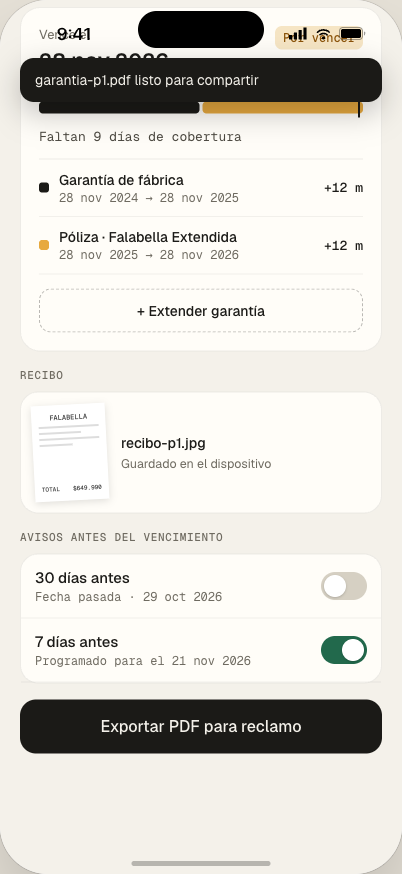 9:41
garantia-p1.pdf listo para compartir
Faltan 9 días de cobertura
Garantía de fábrica
+12 m
28 nov 2024 → 28 nov 2025
Póliza · Falabella Extendida
+12 m
28 nov 2025 → 28 nov 2026
+ Extender garantía
RECIBO
FALABELLA
TOTAL $649.990
recibo-p1.jpg
Guardado en el dispositivo
AVISOS ANTES DEL VENCIMIENTO
30 días antes
Fecha pasada · 29 oct 2026
7 días antes
Programado para el 21 nov 2026
Exportar PDF para reclamo